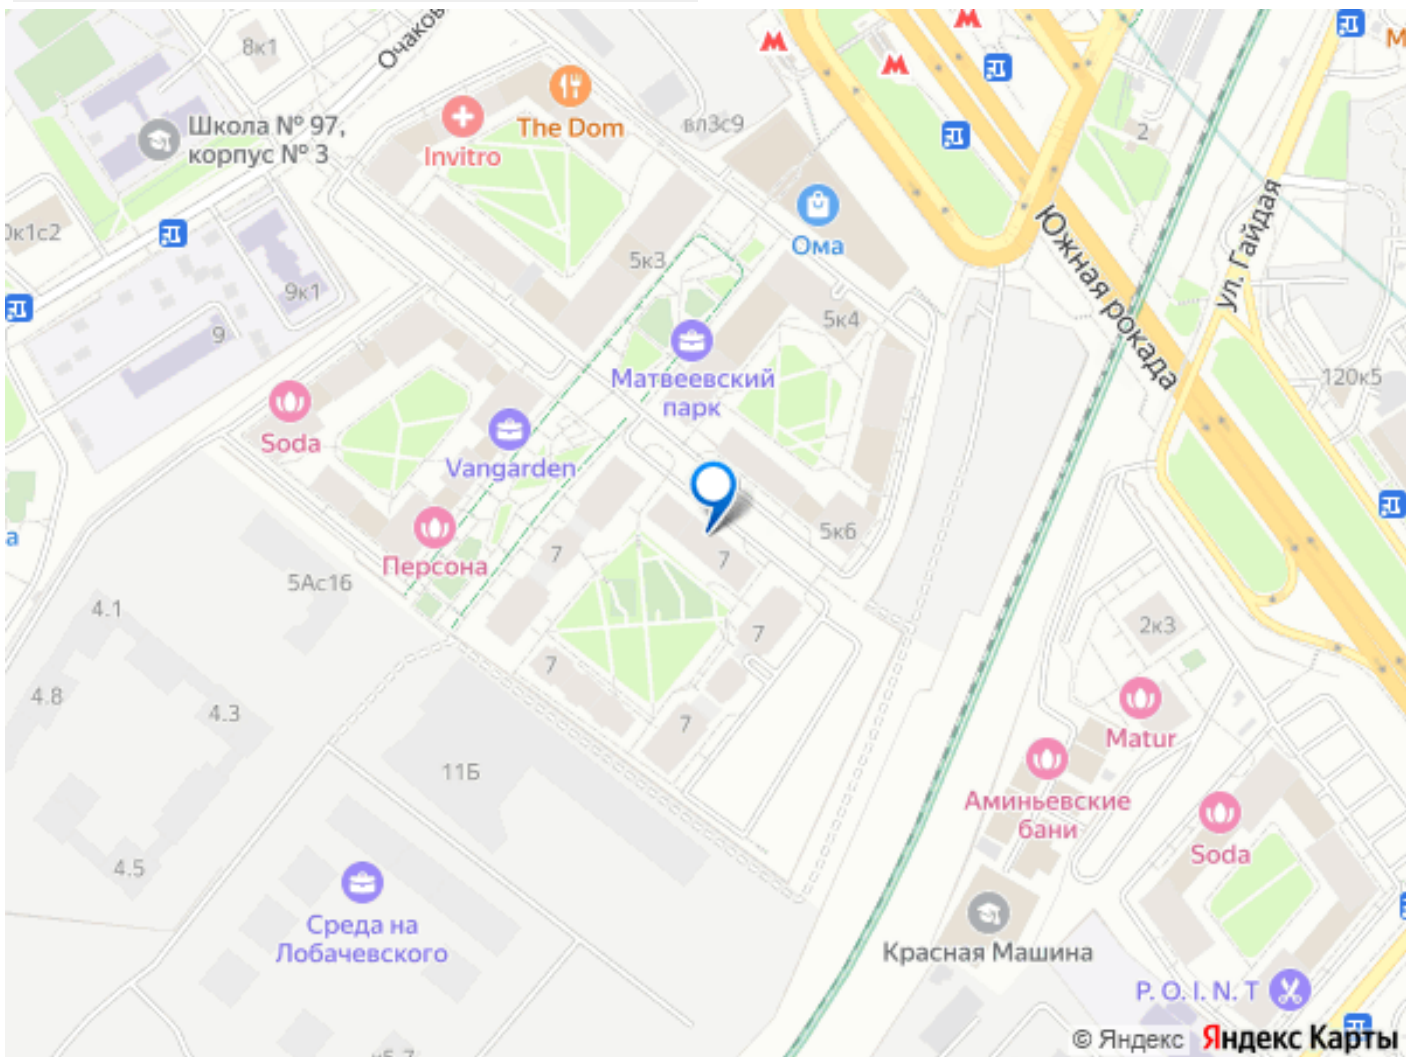 8к1
Очаков
Школа № 97,
корпус № 3
The Dom
Invitro
вл3с9
2
М
0к1с2
Ома
Южная рокада
ул. Гайдая
5к3
9к1
9
5к4
Матвеевский
парк
120к5
Soda
Vangarden
а
5к6
Персона
7
7
5Ас16
4.1
7
2к3
7
4.8
4.3
7
Matur
11Б
Аминьевские
бани
Soda
4.5
Среда на
Лобачевского
Красная Машина
P. O. I. N. T
© Яндекс Яндекс Карты